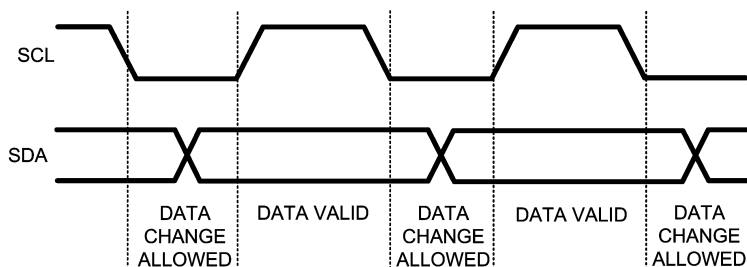 SCL
SDA
DATA CHANGE ALLOWED
DATA VALID
DATA CHANGE ALLOWED
DATA VALID
DATA CHANGE ALLOWED